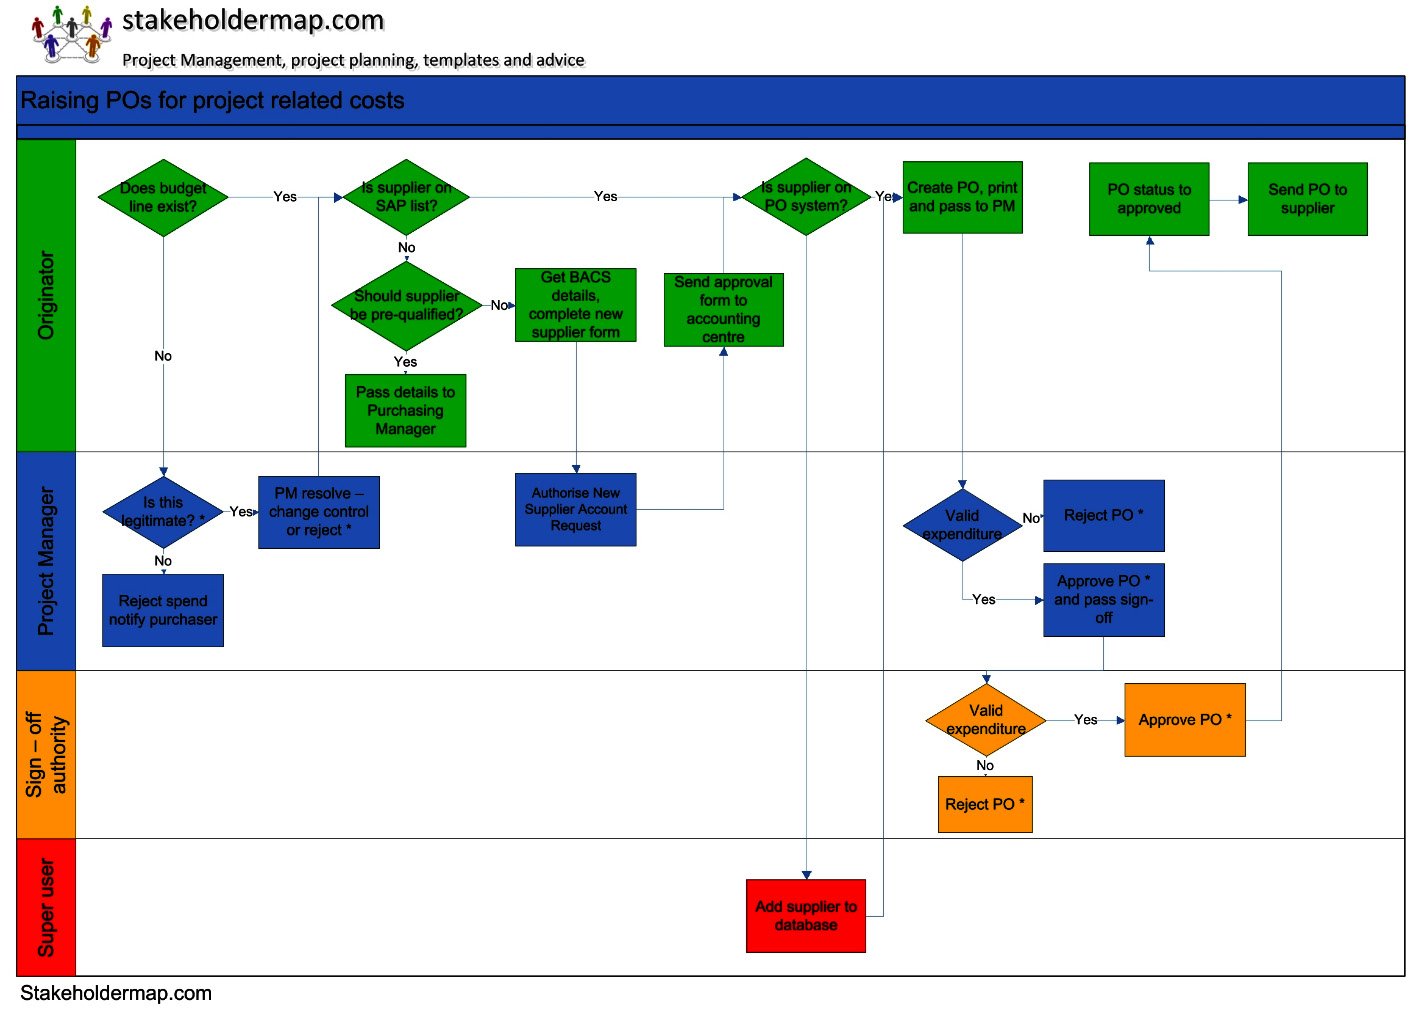 stakeholdermap.com
Project Management, project planning, templates and advice
Raising POs for project related costs
Originator
Does budget
line exist?
Yes
Is supplier on
SAP list?
Yes
Is supplier on
PO system?
Yes
Create PO, print
and pass to PM
PO status to
approved
Send PO to
supplier
No
Should supplier
be pre-qualified?
No
Get BACS
details,
complete new
supplier form
Send approval
form to
accounting
centre
No
Yes
Pass details to
Purchasing
Manager
Project Manager
Is this
legitimate? *
Yes
PM resolve –
change control
or reject *
Authorise New
Supplier Account
Request
Valid
expenditure
No
Reject PO *
No
Reject spend
notify purchaser
Yes
Approve PO *
and pass sign-
off
Sign – off
authority
Valid
expenditure
Yes
Approve PO *
No
Reject PO *
Super user
Add supplier to
database
Stakeholdermap.com